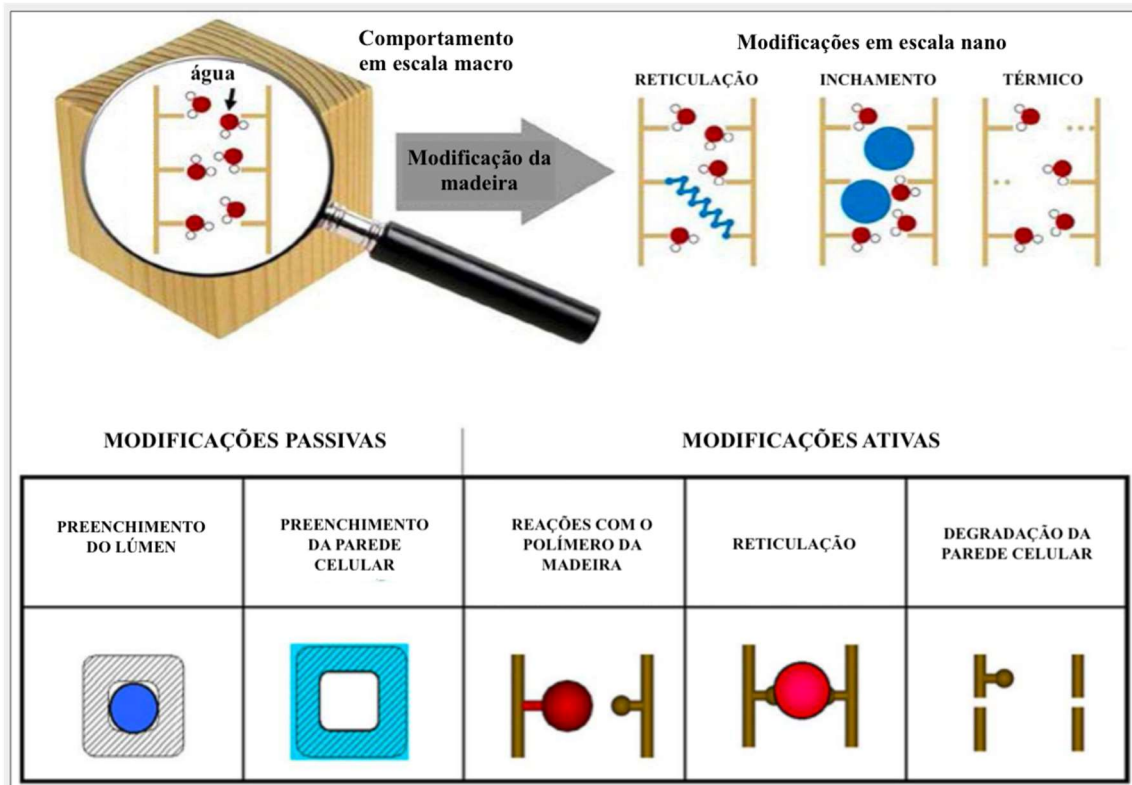 Comportamento
em escala macro
Modificações em escala nano
água
RETICULAÇÃO
INCHAMENTO
TÉRMICO
Modificação da
madeira
MODIFICAÇÕES PASSIVAS
MODIFICAÇÕES ATIVAS
PREENCHIMENTO
DO LÚMEN
PREENCHIMENTO
DA PAREDE
CELULAR
REAÇÕES COM O
POLÍMERO DA
MADEIRA
RETICULAÇÃO
DEGRADAÇÃO DA
PAREDE CELULAR